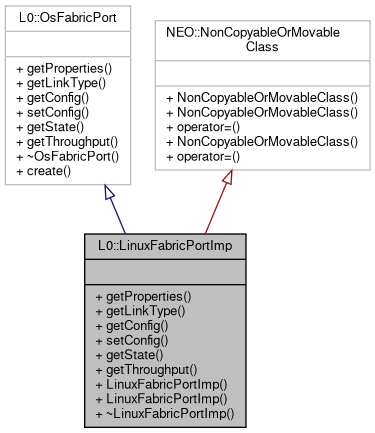 L0::OsFabricPort
+ getProperties()
+ getLinkType()
+ getConfig()
+ setConfig()
+ getState()
+ getThroughput()
+ ~OsFabricPort()
+ create()
NEO::NonCopyableOrMovable
Class
+ NonCopyableOrMovableClass()
+ NonCopyableOrMovableClass()
+ operator=()
+ NonCopyableOrMovableClass()
+ operator=()
L0::LinuxFabricPortImp
+ getProperties()
+ getLinkType()
+ getConfig()
+ setConfig()
+ getState()
+ getThroughput()
+ LinuxFabricPortImp()
+ LinuxFabricPortImp()
+ ~LinuxFabricPortImp()